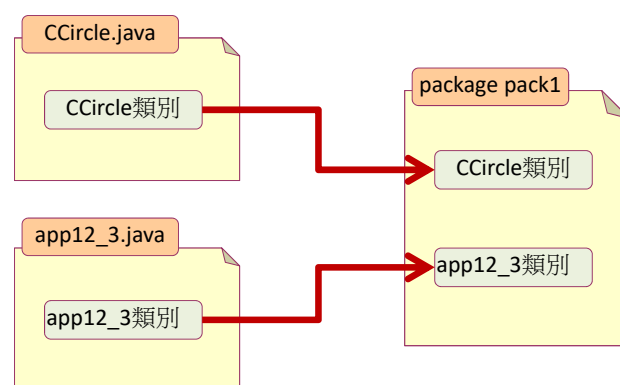 CCircle.java
CCircle類別
package pack1
CCircle類別
app12_3.java
app12_3類別
app12_3類別